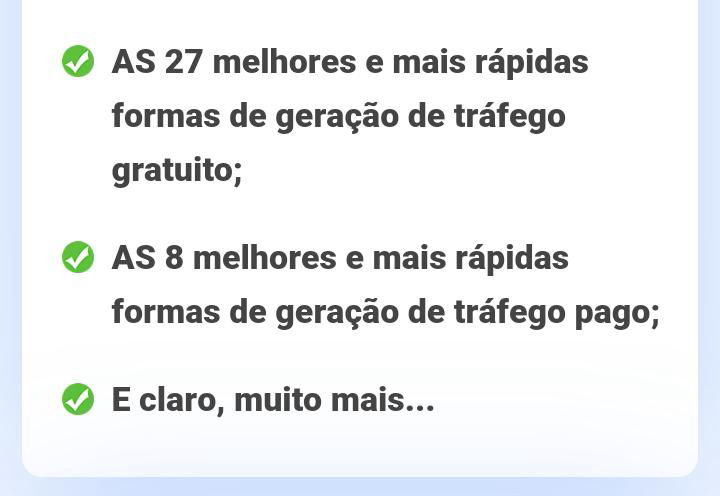 AS 27 melhores e mais rápidas
formas de geração de tráfego
gratuito;
AS 8 melhores e mais rápidas
formas de geração de tráfego pago;
E claro, muito mais...